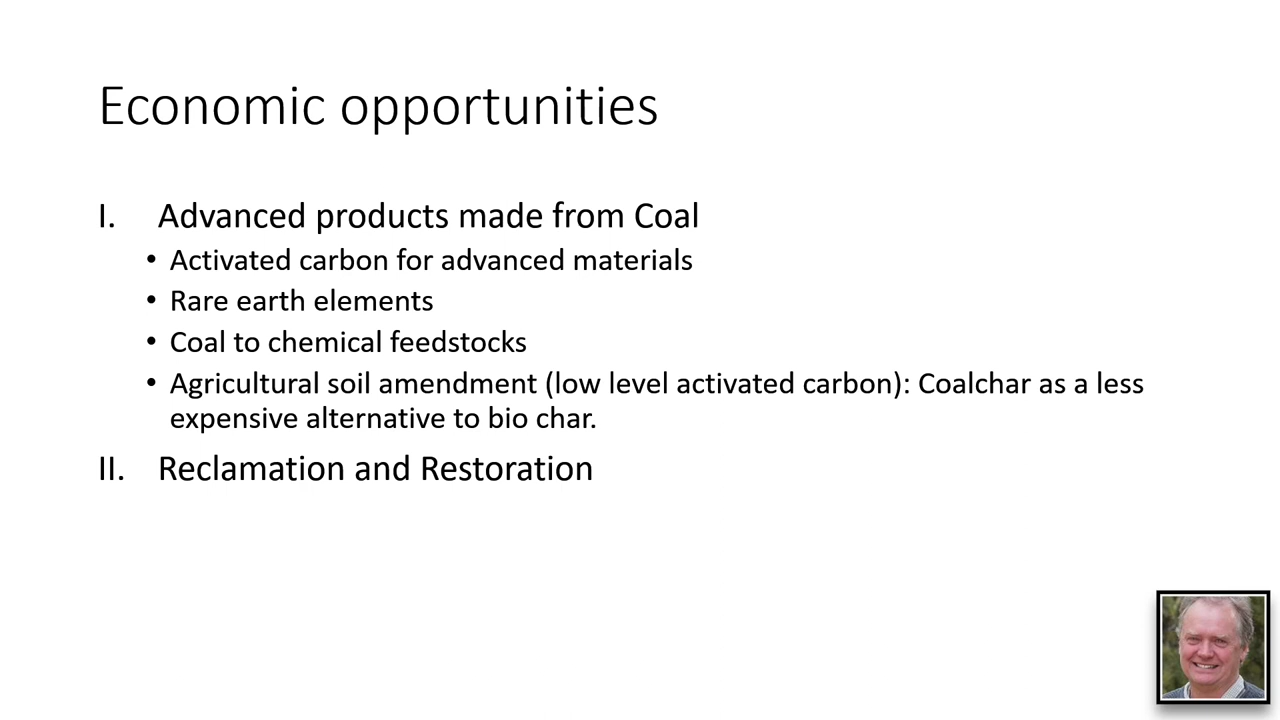 Economic opportunities
I. Advanced products made from Coal
• Activated carbon for advanced materials
• Rare earth elements
• Coal to chemical feedstocks
• Agricultural soil amendment (low level activated carbon): Coalchar as a less
expensive alternative to bio char.
II. Reclamation and Restoration